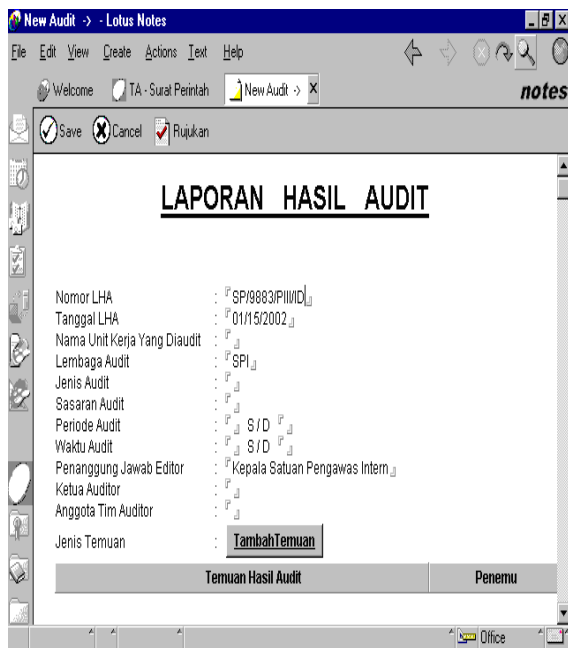 New Audit -> - Lotus Notes
File Edit View Create Actions Text Help
Welcome TA - Surat Perintah New Audit -> X notes
Save Cancel Rujukan
LAPORAN HASIL AUDIT
Nomor LHA : SP/9883/PIII/ID
Tanggal LHA : 01/15/2002
Nama Unit Kerja Yang Diaudit :
Lembaga Audit : SPI
Jenis Audit :
Sasaran Audit :
Periode Audit : S / D
Waktu Audit : S / D
Penanggung Jawab Editor : Kepala Satuan Pengawas Intern
Ketua Auditor :
Anggota Tim Auditor :
Jenis Temuan : TambahTemuan
Temuan Hasil Audit Penemu
Office